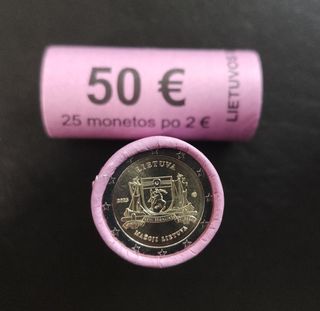 50 €
25 monetos po 2 €
LIETUVOS
LIETUVA
MAŽOJI LIETUVA